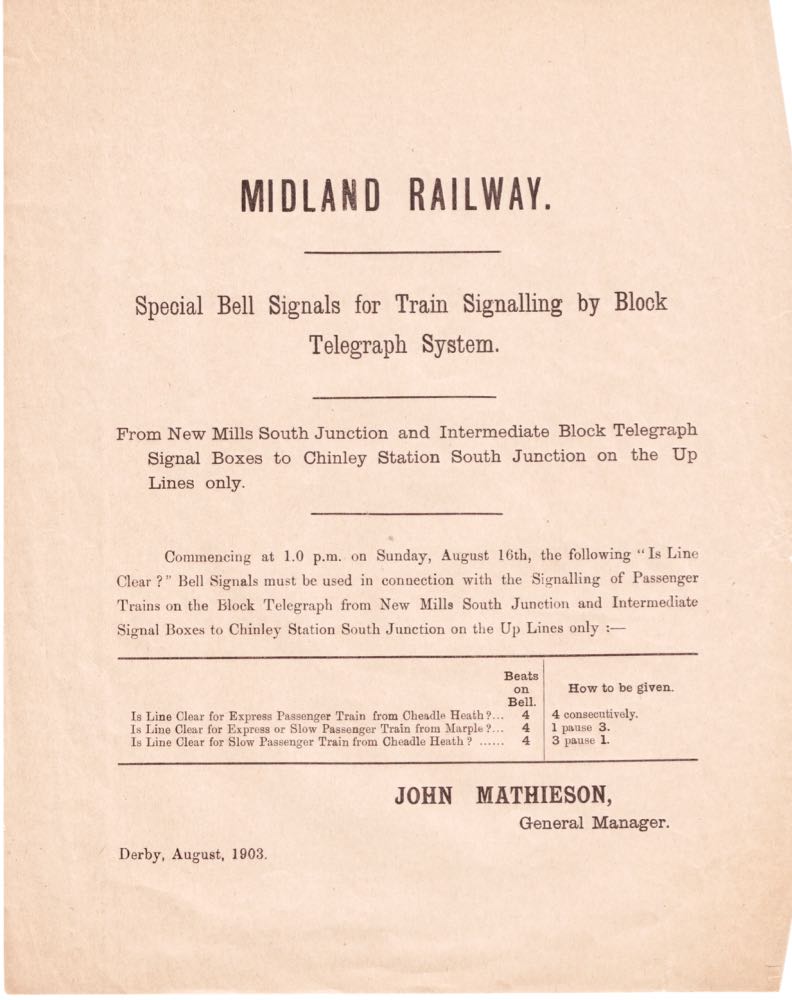 MIDLAND RAILWAY.
Special Bell Signals for Train Signalling by Block
Telegraph System.
From New Mills South Junction and Intermediate Block Telegraph
Signal Boxes to Chinley Station South Junction on the Up
Lines only.
Commencing at 1.0 p.m. on Sunday, August 16th, the following "Is Line
Clear ?" Bell Signals must be used in connection with the Signalling of Passenger
Trains on the Block Telegraph from New Mills South Junction and Intermediate
Signal Boxes to Chinley Station South Junction on the Up Lines only :—
Beats
on
Bell.
How to be given.
Is Line Clear for Express Passenger Train from Cheadle Heath ?... 4 4 consecutively.
Is Line Clear for Express or Slow Passenger Train from Marple ?... 4 1 pause 3.
Is Line Clear for Slow Passenger Train from Cheadle Heath ? ...... 4 3 pause 1.
JOHN MATHIESON,
General Manager.
Derby, August, 1903.